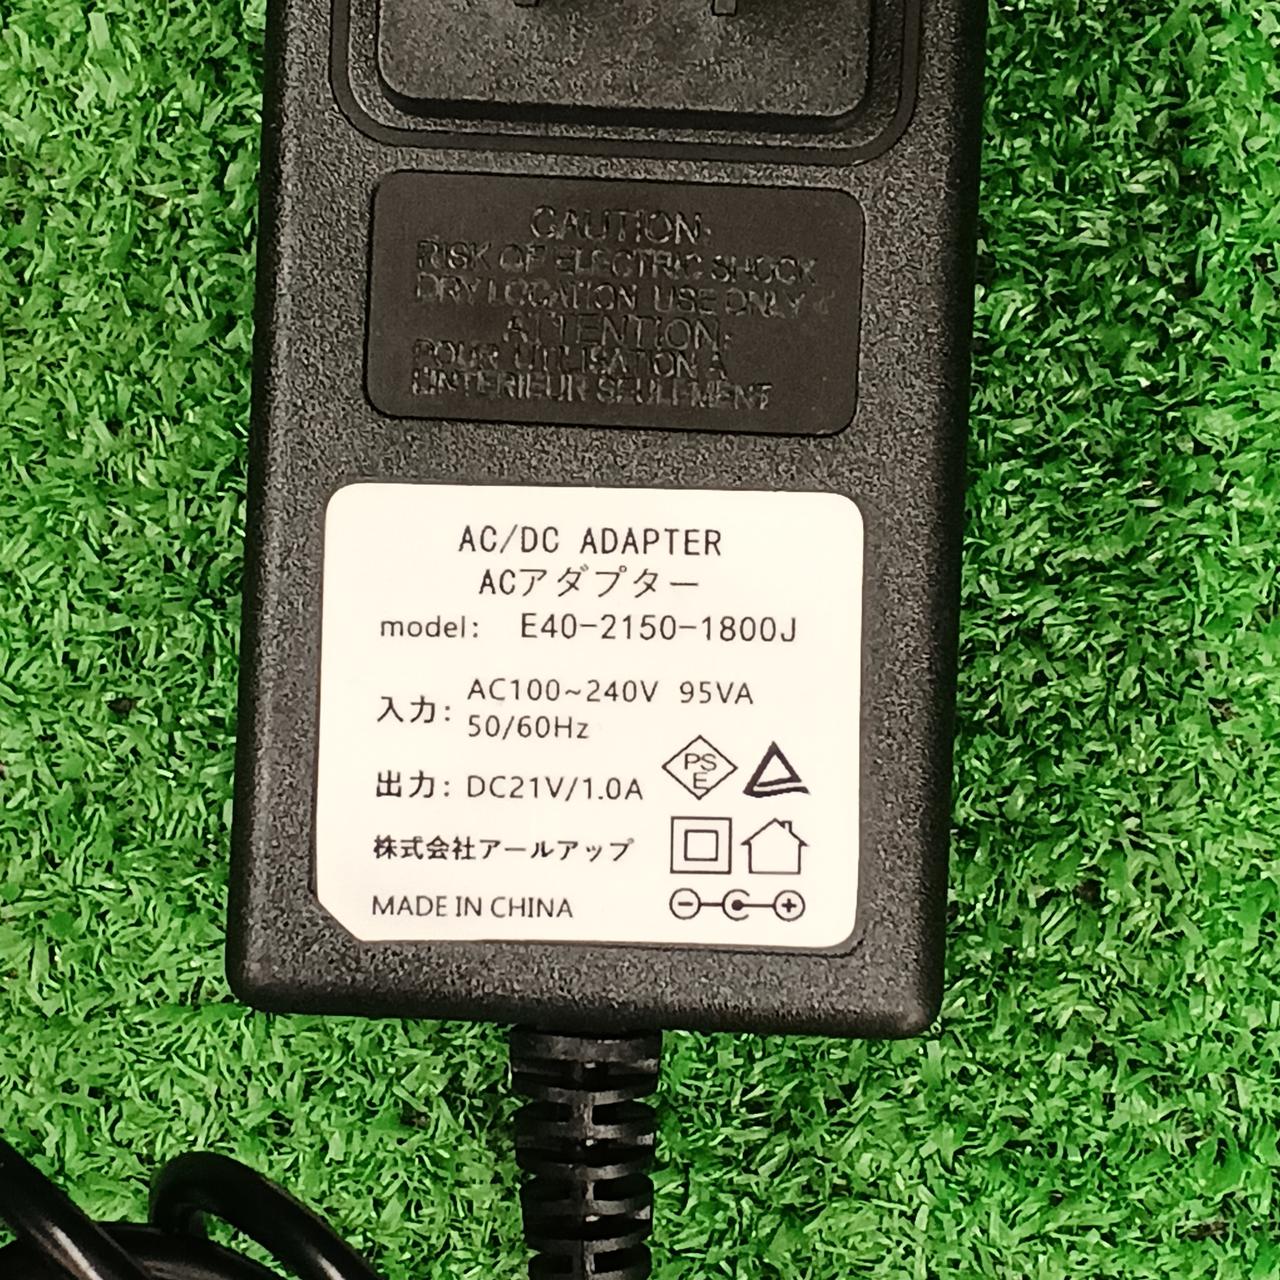 CAUTION:
RISK OF ELECTRIC SHOCK
DRY LOCATION USE ONLY
ATTENTION:
POUR UTILISATION A
L'INTERIEUR SEULEMENT
AC/DC ADAPTER
ACアダプター
model: E40-2150-1800J
入力: AC100~240V 95VA
50/60Hz
出力: DC21V/1.0A
PS
E
株式会社アールアップ
MADE IN CHINA